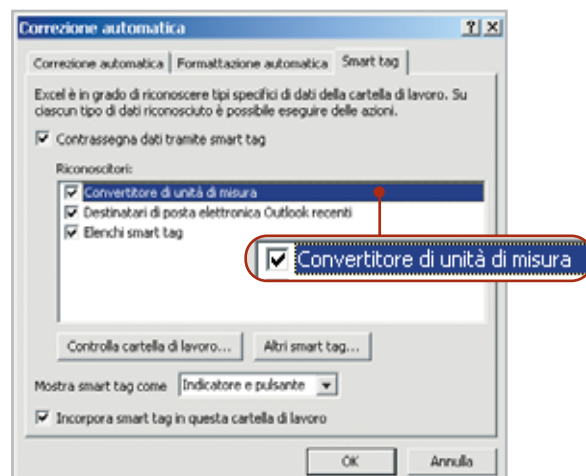 Correzione automatica
Correzione automatica Formattazione automatica Smart tag
Excel è in grado di riconoscere tipi specifici di dati della cartella di lavoro. Su
ciascun tipo di dati riconosciuto è possibile eseguire delle azioni.
Contrassegna dati tramite smart tag
Riconoscitori:
Convertitore di unità di misura
Destinatari di posta elettronica Outlook recenti
Elenchi smart tag
Convertitore di unità di misura
Controlla cartella di lavoro... Altri smart tag...
Mostra smart tag come Indicatore e pulsante
Incorpora smart tag in questa cartella di lavoro
OK Annulla